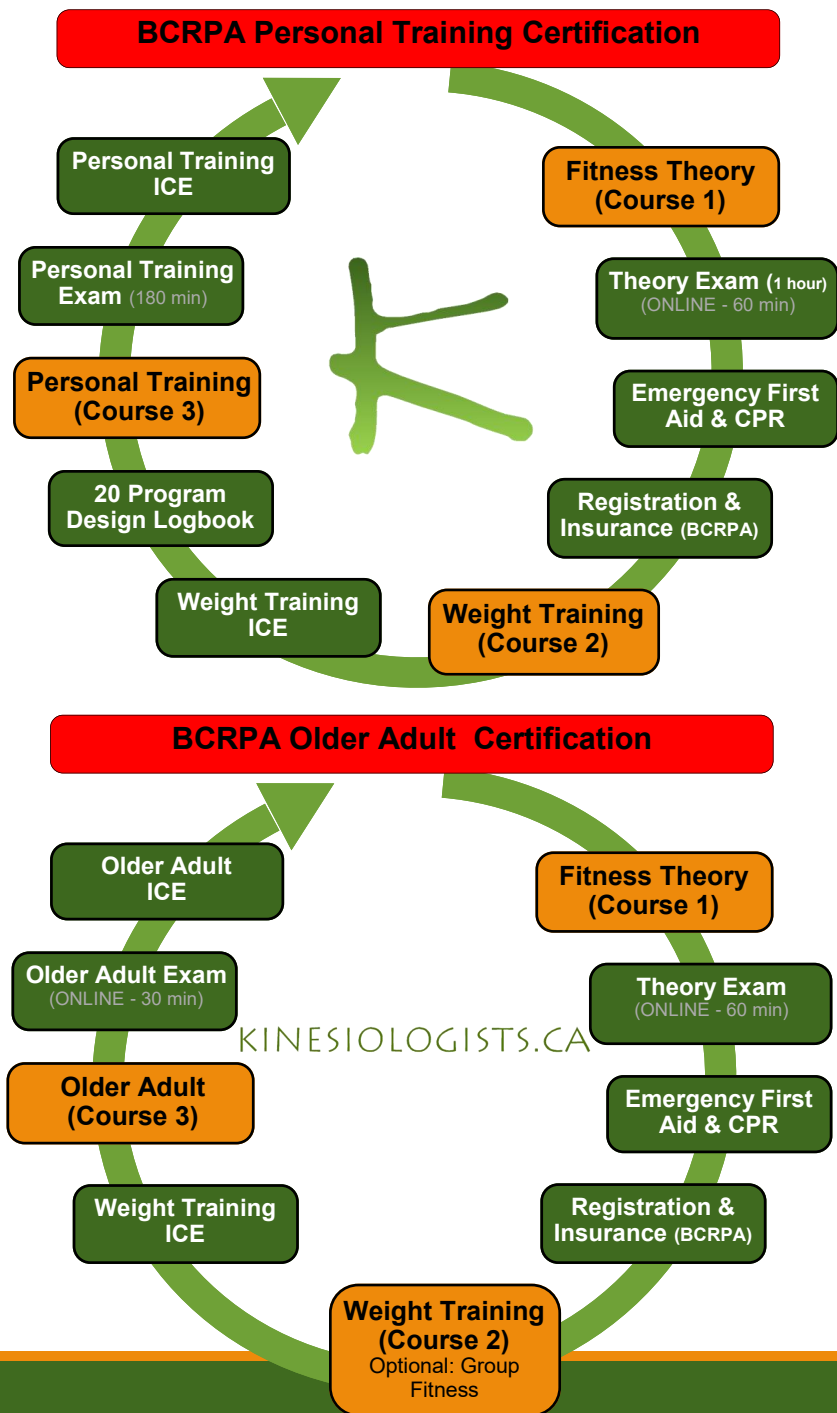 BCRPA Personal Training Certification
Fitness Theory
(Course 1)
Theory Exam (1 hour)
(ONLINE - 60 min)
Emergency First
Aid & CPR
Registration &
Insurance (BCRPA)
Weight Training
(Course 2)
Weight Training
ICE
20 Program
Design Logbook
Personal Training
(Course 3)
Personal Training
Exam (180 min)
Personal Training
ICE
BCRPA Older Adult Certification
Fitness Theory
(Course 1)
Theory Exam
(ONLINE - 60 min)
Emergency First
Aid & CPR
Registration &
Insurance (BCRPA)
Weight Training
(Course 2)
Optional: Group
Fitness
Weight Training
ICE
Older Adult
(Course 3)
Older Adult Exam
(ONLINE - 30 min)
Older Adult
ICE
KINESIOLOGISTS.CA